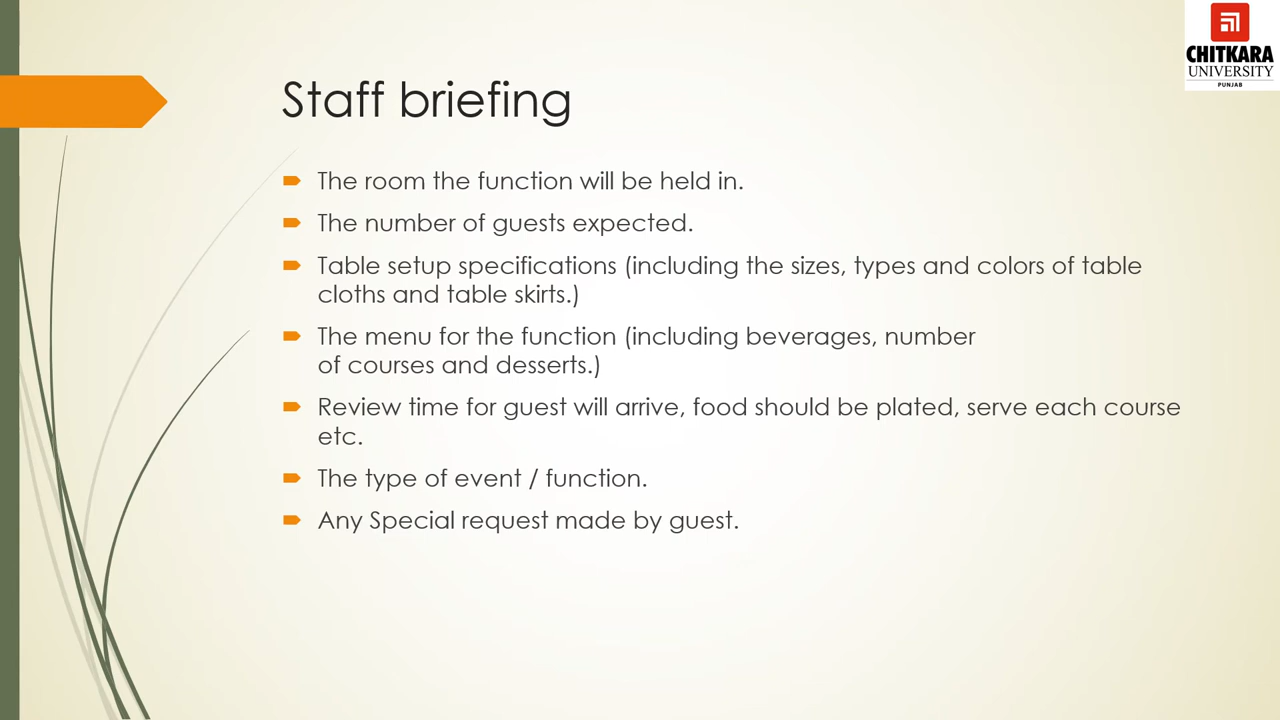 CHITKARA
UNIVERSITY
PUNJAB
Staff briefing
The room the function will be held in.
The number of guests expected.
Table setup specifications (including the sizes, types and colors of table
cloths and table skirts.)
The menu for the function (including beverages, number
of courses and desserts.)
Review time for guest will arrive, food should be plated, serve each course
etc.
The type of event / function.
Any Special request made by guest.